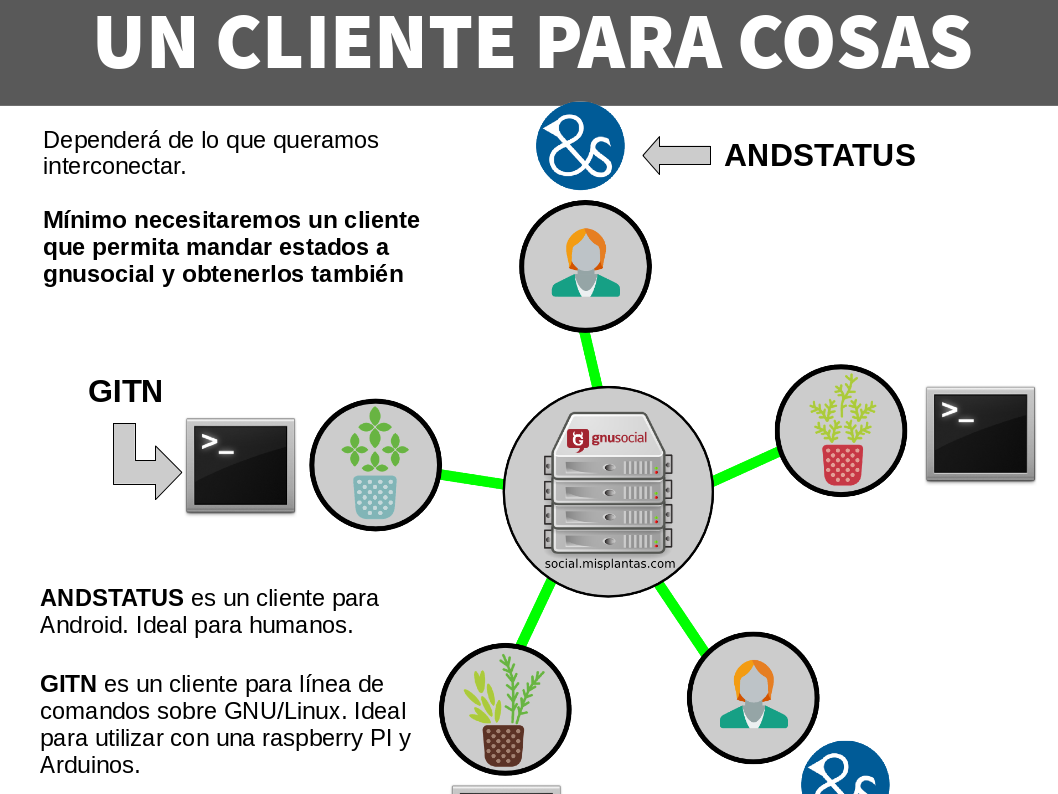 UN CLIENTE PARA COSAS
Dependerá de lo que queramos
interconectar.
Mínimo necesitaremos un cliente
que permita mandar estados a
gnusocial y obtenerlos también
ANDSTATUS
GITN
>_
>_
gnusocial
social.misplantas.com
ANDSTATUS es un cliente para
Android. Ideal para humanos.
GITN es un cliente para línea de
comandos sobre GNU/Linux. Ideal
para utilizar con una raspberry PI y
Arduinos.